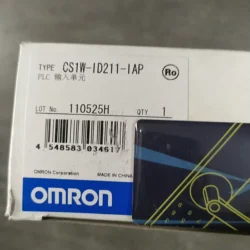 TYPE CS1W-ID211-IAP
PLC 输入单元
Ro
LOT No. 110525H QTY 1
4 548583 034617
OMRON Corporation MADE IN CHINA
OMRON